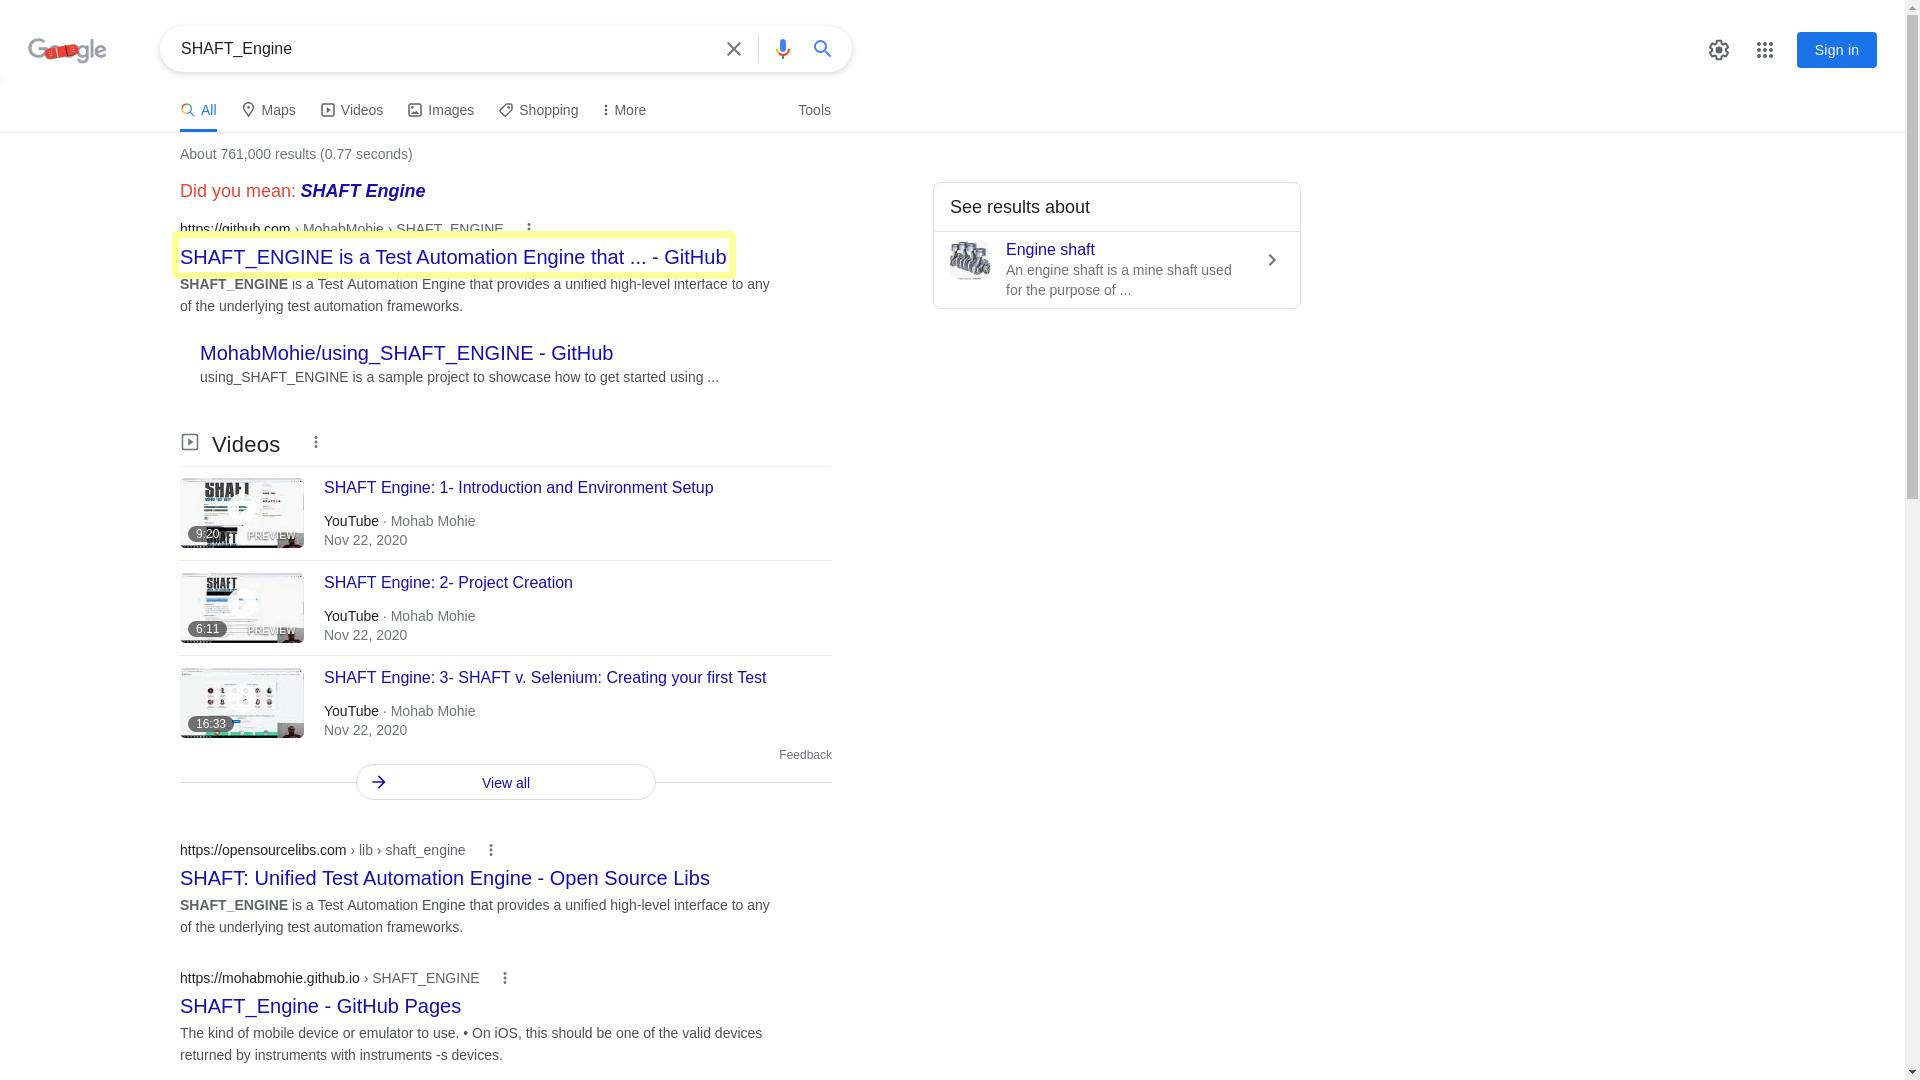 Google
SHAFT_Engine
Sign in
All
Maps
Videos
Images
Shopping
More
Tools
About 761,000 results (0.77 seconds)
Did you mean: SHAFT Engine
https://github.com › MohabMohie › SHAFT_ENGINE
SHAFT_ENGINE is a Test Automation Engine that ... - GitHub
SHAFT_ENGINE is a Test Automation Engine that provides a unified high-level interface to any
of the underlying test automation frameworks.
MohabMohie/using_SHAFT_ENGINE - GitHub
using_SHAFT_ENGINE is a sample project to showcase how to get started using ...
See results about
Engine shaft
An engine shaft is a mine shaft used
for the purpose of ...
Videos
SHAFT
9:20
PREVIEW
SHAFT Engine: 1- Introduction and Environment Setup
YouTube · Mohab Mohie
Nov 22, 2020
SHAFT
6:11
PREVIEW
SHAFT Engine: 2- Project Creation
YouTube · Mohab Mohie
Nov 22, 2020
16:33
SHAFT Engine: 3- SHAFT v. Selenium: Creating your first Test
YouTube · Mohab Mohie
Nov 22, 2020
Feedback
View all
https://opensourcelibs.com › lib › shaft_engine
SHAFT: Unified Test Automation Engine - Open Source Libs
SHAFT_ENGINE is a Test Automation Engine that provides a unified high-level interface to any
of the underlying test automation frameworks.
https://mohabmohie.github.io › SHAFT_ENGINE
SHAFT_Engine - GitHub Pages
The kind of mobile device or emulator to use. • On iOS, this should be one of the valid devices
returned by instruments with instruments -s devices.